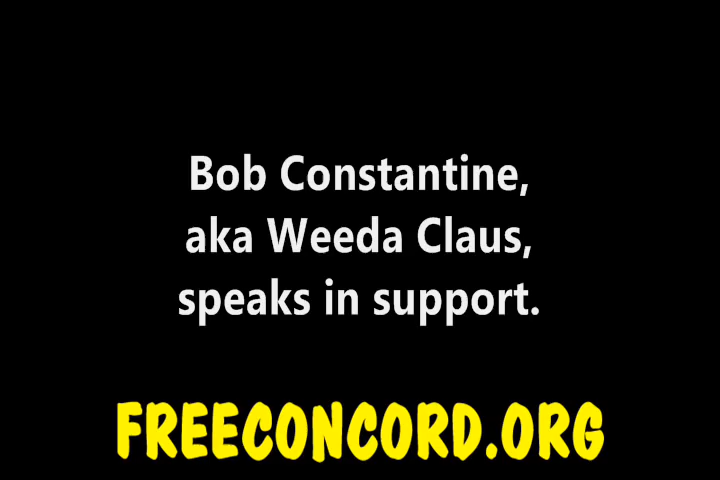 Bob Constantine,
aka Weeda Claus,
speaks in support.
FREECONCORD.ORG